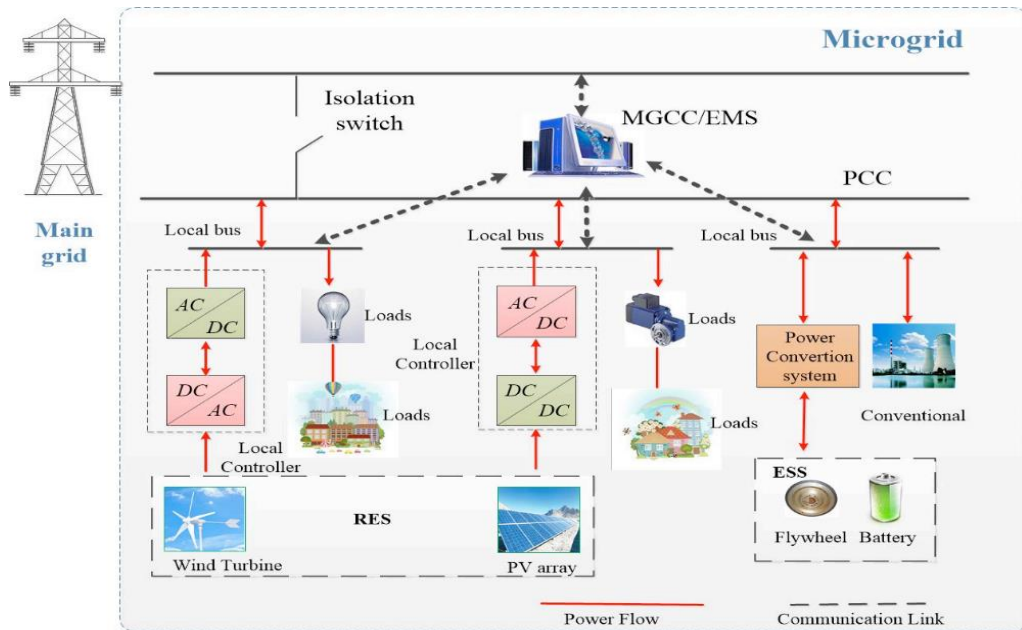 Microgrid
Isolation
switch
MGCC/EMS
PCC
Main
grid
Local bus
Local bus
Local bus
AC
DC
Loads
AC
DC
Loads
Local
Controller
Power
Convertion
system
DC
AC
Loads
DC
DC
Loads
Conventional
Local
Controller
RES
ESS
Wind Turbine
PV array
Flywheel
Battery
Power Flow
Communication Link